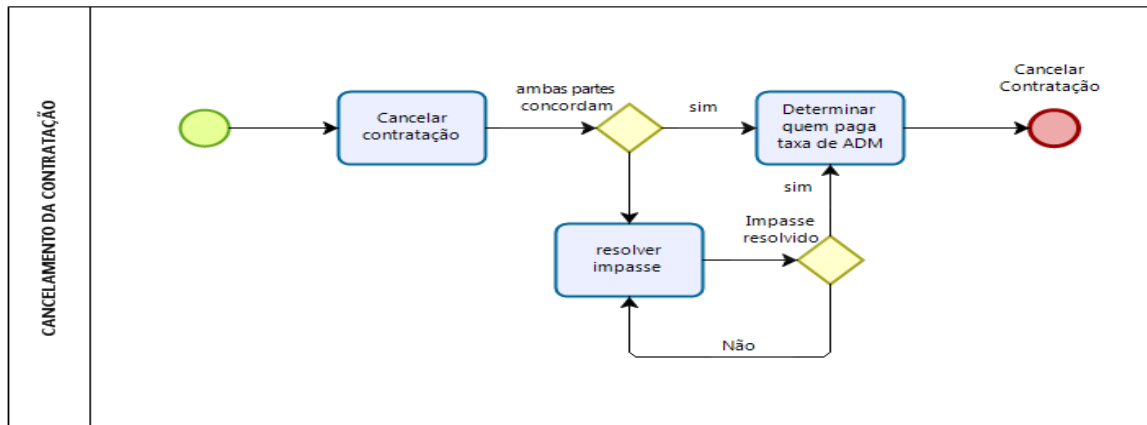 CANCELAMENTO DA CONTRATAÇÃO
Cancelar
contratação
ambas partes
concordam
sim
Determinar
quem paga
taxa de ADM
Cancelar
Contratação
sim
resolver
impasse
Impasse
resolvido
Não